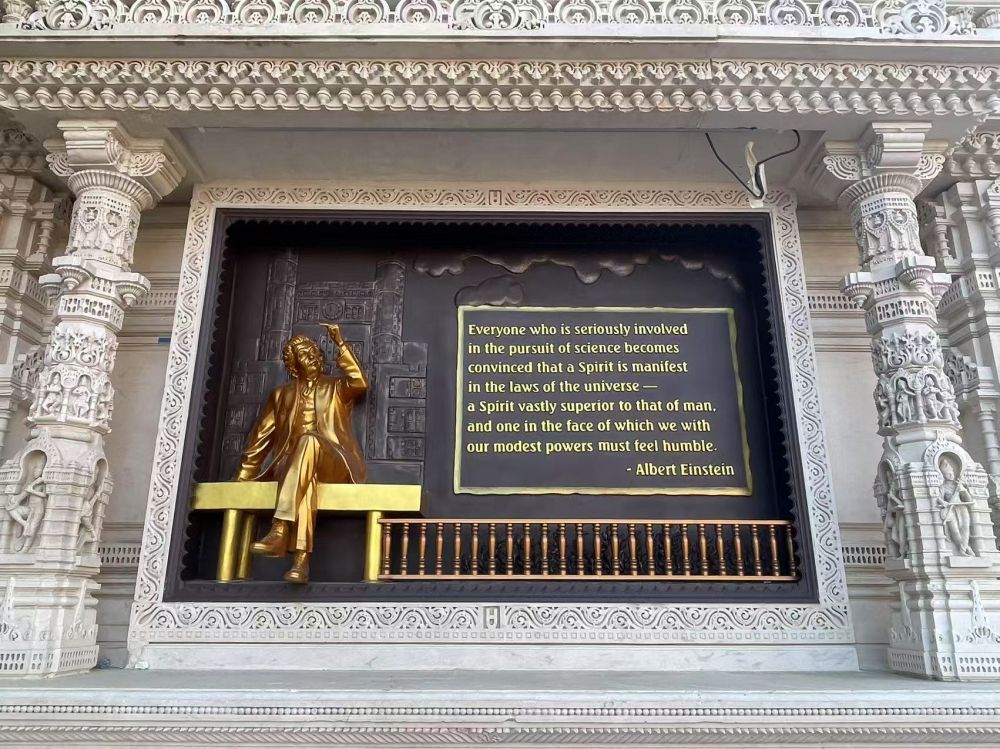 Everyone who is seriously involved
in the pursuit of science becomes
convinced that a Spirit is manifest
in the laws of the universe —
a Spirit vastly superior to that of man,
and one in the face of which we with
our modest powers must feel humble.
- Albert Einstein